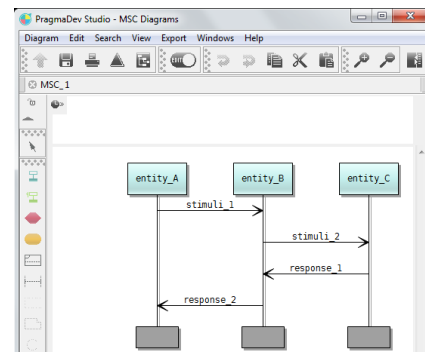 PragmaDev Studio - MSC Diagrams
Diagram Edit Search View Export Windows Help
MSC_1
entity_A entity_B entity_C
stimuli_1
stimuli_2
response_1
response_2